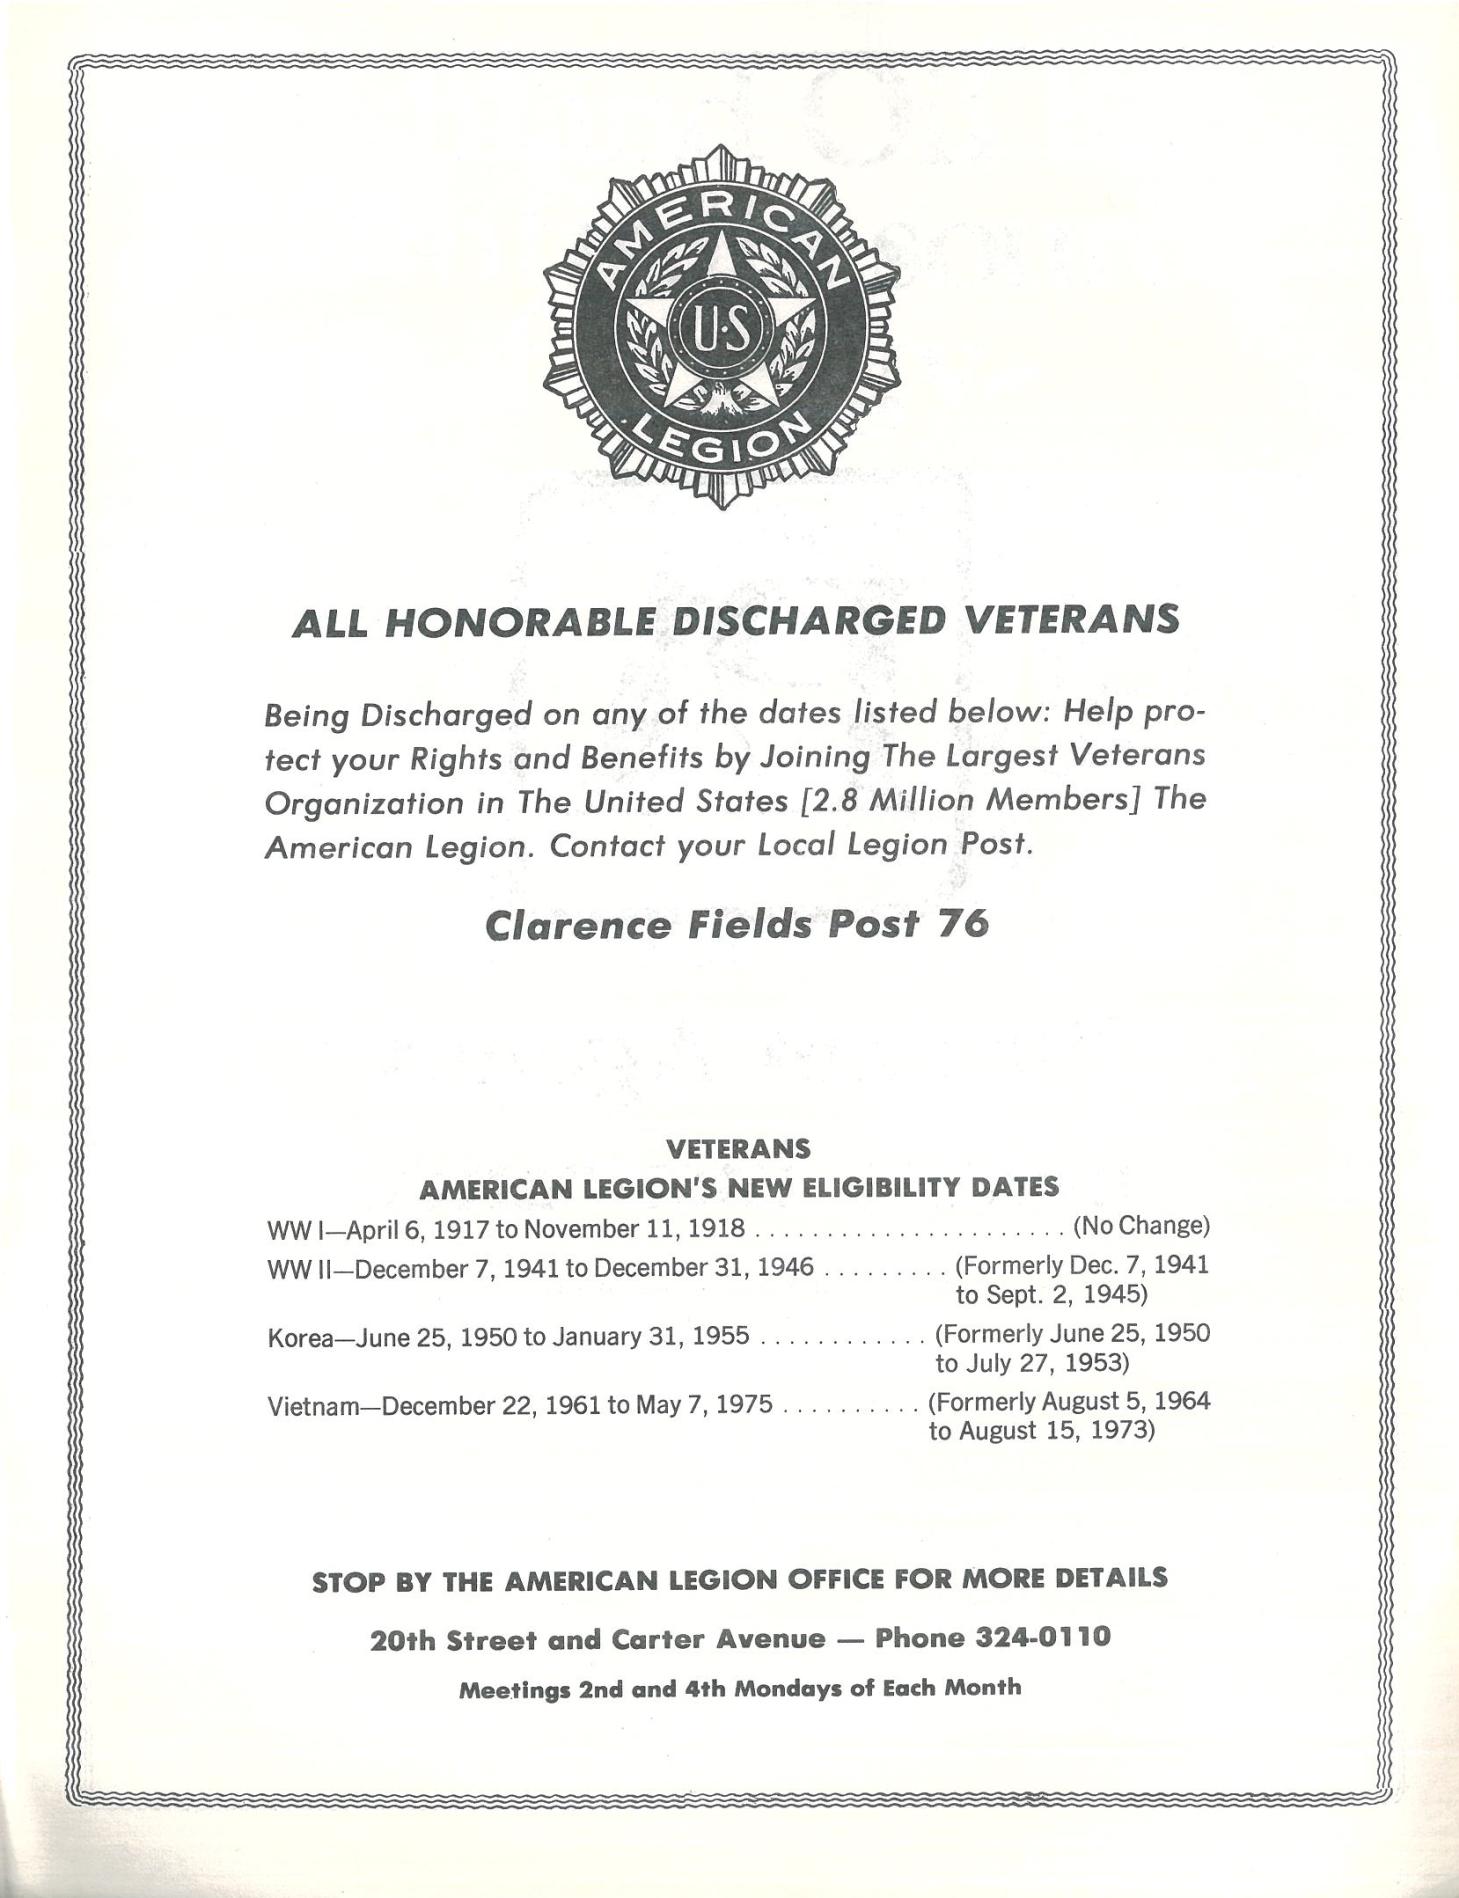 AMERICAN
U·S
LEGION
ALL HONORABLE DISCHARGED VETERANS
Being Discharged on any of the dates listed below: Help pro-
tect your Rights and Benefits by Joining The Largest Veterans
Organization in The United States [2.8 Million Members] The
American Legion. Contact your Local Legion Post.
Clarence Fields Post 76
VETERANS
AMERICAN LEGION'S NEW ELIGIBILITY DATES
WW I—April 6, 1917 to November 11, 1918 . . . . . . . . . . . . . . . . . . . . . . (No Change)
WW II—December 7, 1941 to December 31, 1946 . . . . . . . . . (Formerly Dec. 7, 1941
to Sept. 2, 1945)
Korea—June 25, 1950 to January 31, 1955 . . . . . . . . . . . . (Formerly June 25, 1950
to July 27, 1953)
Vietnam—December 22, 1961 to May 7, 1975 . . . . . . . . . . (Formerly August 5, 1964
to August 15, 1973)
STOP BY THE AMERICAN LEGION OFFICE FOR MORE DETAILS
20th Street and Carter Avenue — Phone 324-0110
Meetings 2nd and 4th Mondays of Each Month